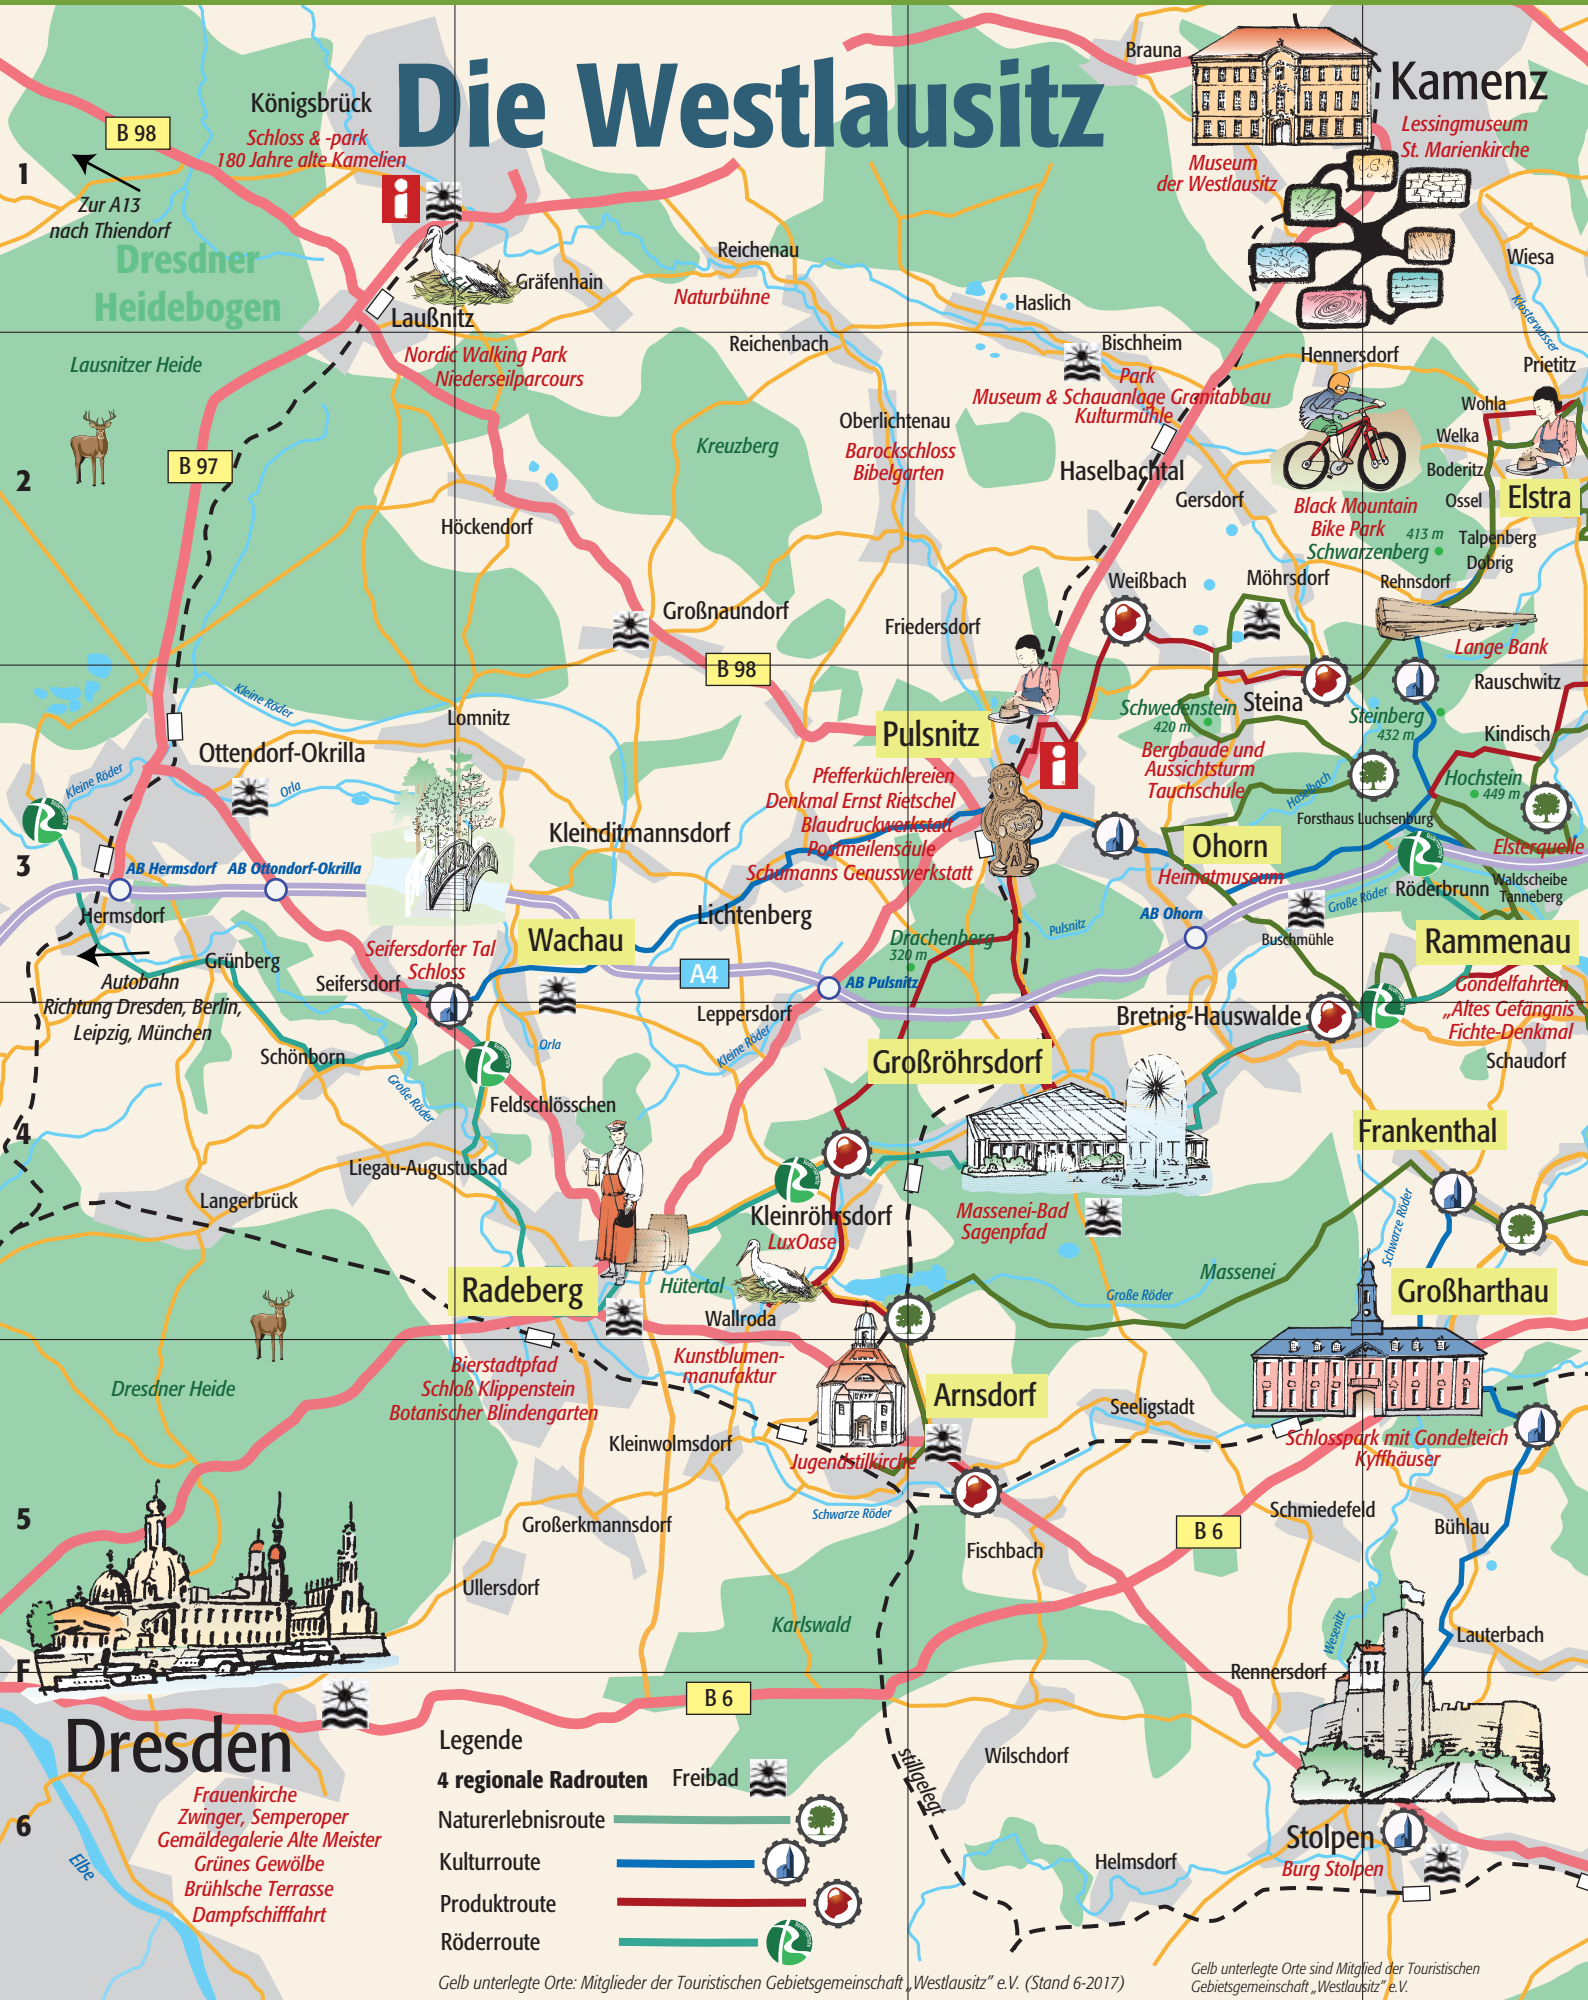 Die Westlausitz
Brauna
Kamenz
Lessingmuseum
St. Marienkirche
Museum
der Westlausitz
Königsbrück
Schloss & -park
180 Jahre alte Kamelien
B 98
1
Zur A13
nach Thiendorf
Dresdner
Heidebogen
Reichenau
Gräfenhain
Naturbühne
Haslich
Wiesa
Klosterwasser
Laußnitz
Lausnitzer Heide
Nordic Walking Park
Niederseilparcours
Reichenbach
Bischheim
Park
Museum & Schauanlage Granitabbau
Kulturmühle
Hennersdorf
Prietitz
Wohla
Welka
Boderitz
Ossel
Elstra
Talpenberg
Dobrig
Oberlichtenau
Barockschloss
Bibelgarten
Kreuzberg
Haselbachtal
Gersdorf
Black Mountain
Bike Park
413 m
Schwarzenberg
B 97
2
Höckendorf
Weißbach
Möhrsdorf
Rehnsdorf
Großnaundorf
Friedersdorf
Lange Bank
B 98
Rauschwitz
Kleine Röder
Lomnitz
Pulsnitz
Schwedenstein
420 m
Steina
Steinberg
432 m
Kindisch
Ottendorf-Okrilla
Kleine Röder
Orla
Pfefferküchlereien
Denkmal Ernst Rietschel
Blaudruckwerkstatt
Postmeilensäule
Schumanns Genusswerkstatt
Bergbaude und
Aussichtsturm
Tauchschule
Haselbach
Hochstein
449 m
Forsthaus Luchsenburg
Kleinditmannsdorf
Ohorn
Heimatmuseum
Elsterquelle
3
AB Hermsdorf
AB Ottondorf-Okrilla
Hermsdorf
Lichtenberg
Große Röder
Röderbrunn
Waldscheibe
Tanneberg
AB Ohorn
Buschmühle
Pulsnitz
Wachau
Drachenberg
320 m
Rammenau
Seifersdorfer Tal
Schloss
Grünberg
Seifersdorf
A4
AB Pulsnitz
Gondelfahrten
„Altes Gefängnis"
Fichte-Denkmal
Autobahn
Richtung Dresden, Berlin,
Leipzig, München
Leppersdorf
Bretnig-Hauswalde
Schaudorf
Schönborn
Orla
Kleine Röder
Großröhrsdorf
Große Röder
Feldschlösschen
4
Frankenthal
Liegau-Augustusbad
Langerbrück
Kleinröhrsdorf
LuxOase
Massenei-Bad
Sagenpfad
Schwarze Röder
Massenei
Radeberg
Hütertal
Große Röder
Großharthau
Wallroda
Kunstblumen-
manufaktur
Bierstadtpfad
Schloß Klippenstein
Botanischer Blindengarten
Dresdner Heide
Arnsdorf
Seeligstadt
Kleinwolmsdorf
Jugendstilkirche
Schlosspark mit Gondelteich
Kyffhäuser
5
Schwarze Röder
Großerkmannsdorf
B 6
Schmiedefeld
Bühlau
Fischbach
Ullersdorf
Karlswald
Wesenitz
Lauterbach
F
Rennersdorf
B 6
Dresden
Legende
4 regionale Radrouten
Freibad
Naturerlebnisroute
Kulturroute
Produktroute
Röderroute
stillgelegt
Wilschdorf
Frauenkirche
Zwinger, Semperoper
Gemäldegalerie Alte Meister
Grünes Gewölbe
Brühlsche Terrasse
Dampfschifffahrt
6
Elbe
Helmsdorf
Stolpen
Burg Stolpen
Gelb unterlegte Orte: Mitglieder der Touristischen Gebietsgemeinschaft „Westlausitz" e.V. (Stand 6-2017)
Gelb unterlegte Orte sind Mitglied der Touristischen
Gebietsgemeinschaft „Westlausitz" e.V.